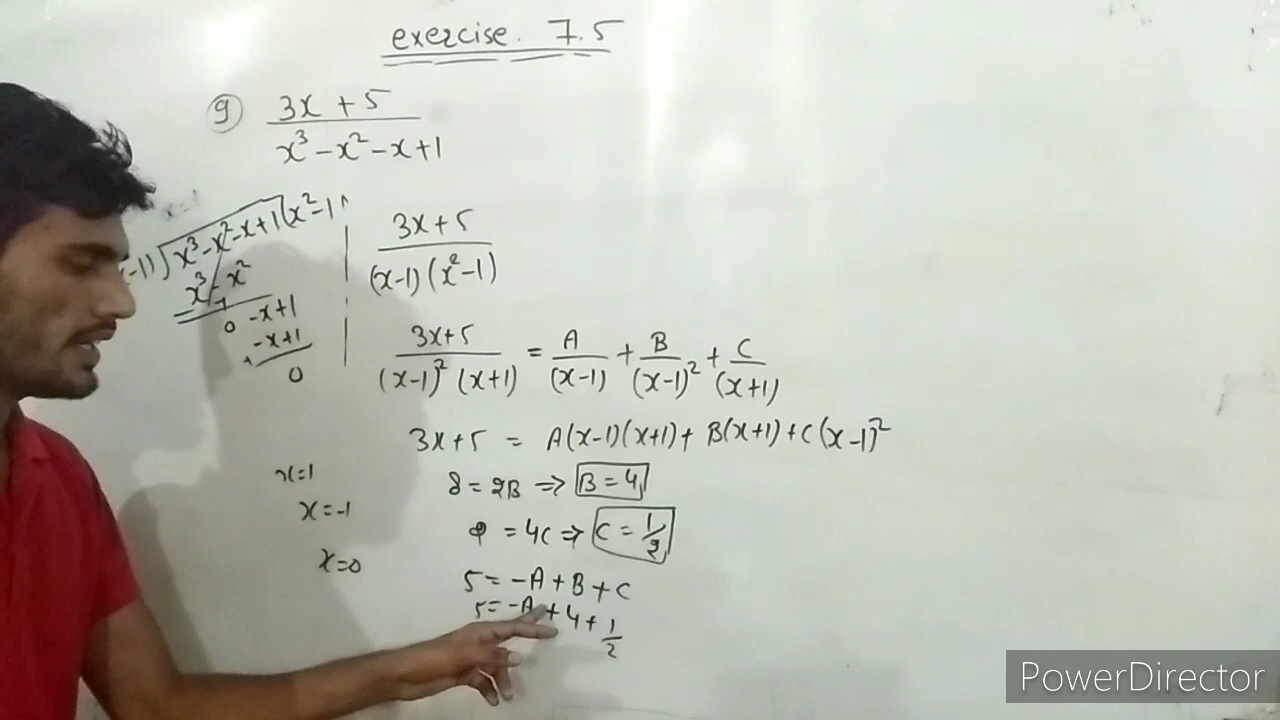 exercise. 7.5
9) 3x + 5
x³ - x² - x + 1
x=1
x-1) x³ - x² - x + 1 ( x² - 1
x³ - x²
0 -x+1
-x+1
0
3x + 5
(x-1) (x² - 1)
3x+5 / (x-1)² (x+1) = A / (x-1) + B / (x-1)² + C / (x+1)
3x+5 = A(x-1)(x+1) + B(x+1) + C(x-1)²
x=1 8 = 2B ⇒ B = 4
x=-1 2 = 4C ⇒ C = 1/2
x=0 5 = -A + B + C
5 = -A + 4 + 1/2
PowerDirector